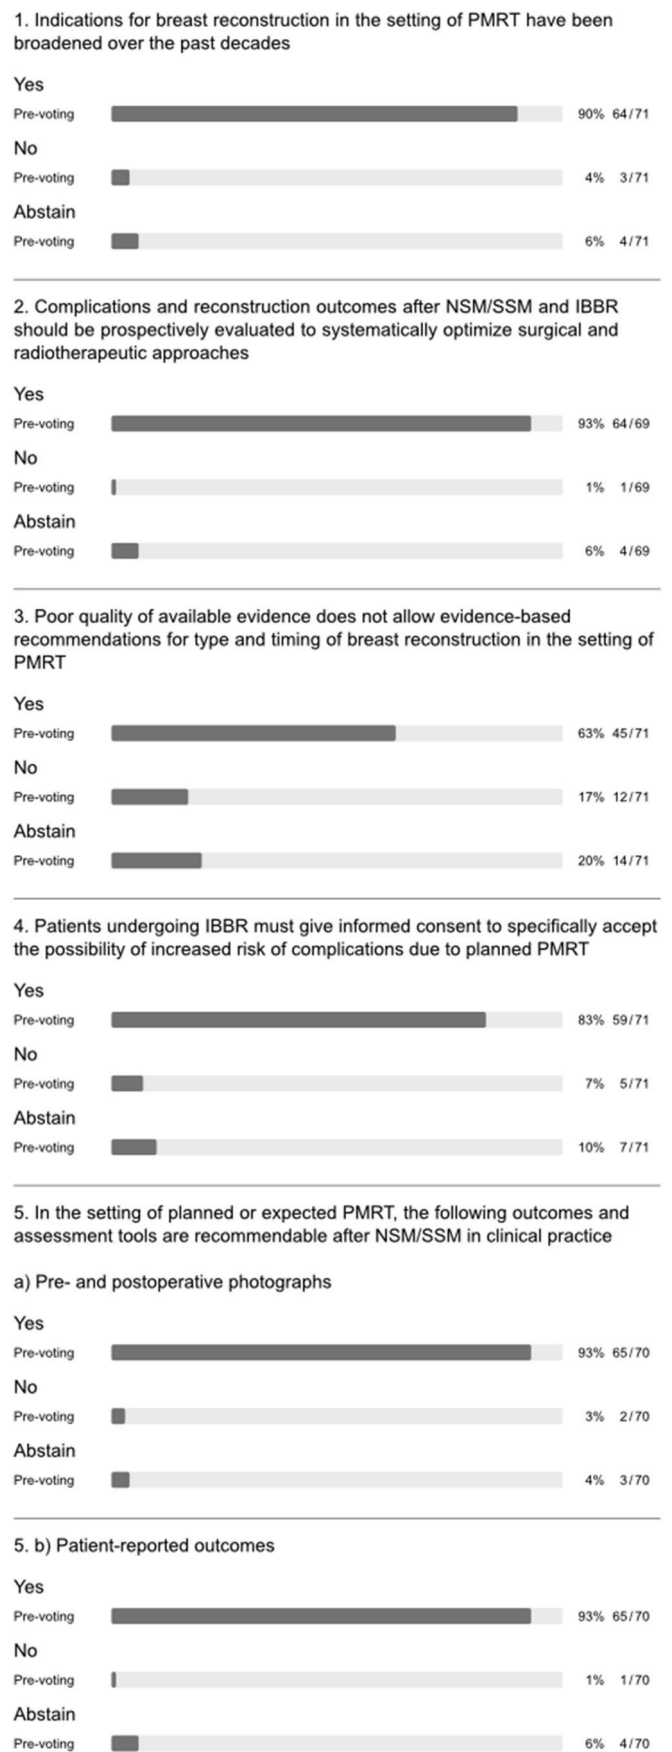 1. Indications for breast reconstruction in the setting of PMRT have been
broadened over the past decades
Yes
Pre-voting 90% 64/71
No
Pre-voting 4% 3/71
Abstain
Pre-voting 6% 4/71
2. Complications and reconstruction outcomes after NSM/SSM and IBBR
should be prospectively evaluated to systematically optimize surgical and
radiotherapeutic approaches
Yes
Pre-voting 93% 64/69
No
Pre-voting 1% 1/69
Abstain
Pre-voting 6% 4/69
3. Poor quality of available evidence does not allow evidence-based
recommendations for type and timing of breast reconstruction in the setting of
PMRT
Yes
Pre-voting 63% 45/71
No
Pre-voting 17% 12/71
Abstain
Pre-voting 20% 14/71
4. Patients undergoing IBBR must give informed consent to specifically accept
the possibility of increased risk of complications due to planned PMRT
Yes
Pre-voting 83% 59/71
No
Pre-voting 7% 5/71
Abstain
Pre-voting 10% 7/71
5. In the setting of planned or expected PMRT, the following outcomes and
assessment tools are recommendable after NSM/SSM in clinical practice
a) Pre- and postoperative photographs
Yes
Pre-voting 93% 65/70
No
Pre-voting 3% 2/70
Abstain
Pre-voting 4% 3/70
5. b) Patient-reported outcomes
Yes
Pre-voting 93% 65/70
No
Pre-voting 1% 1/70
Abstain
Pre-voting 6% 4/70